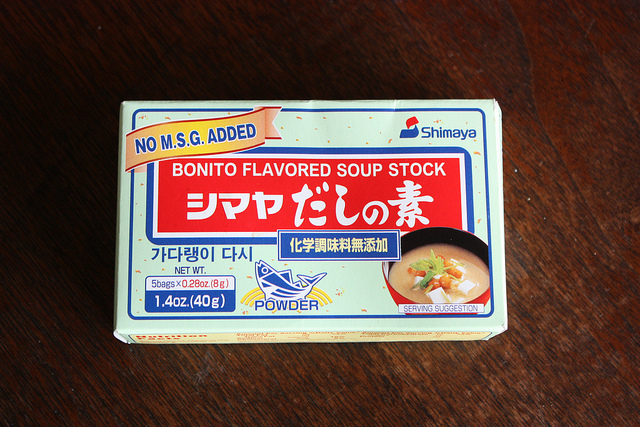 NO M.S.G. ADDED
Shimaya
BONITO FLAVORED SOUP STOCK
シマヤだしの素
化学調味料無添加
가다랭이 다시
NET WT.
5bags×0.28oz.(8g)
1.4oz.(40g)
POWDER
SERVING SUGGESTION